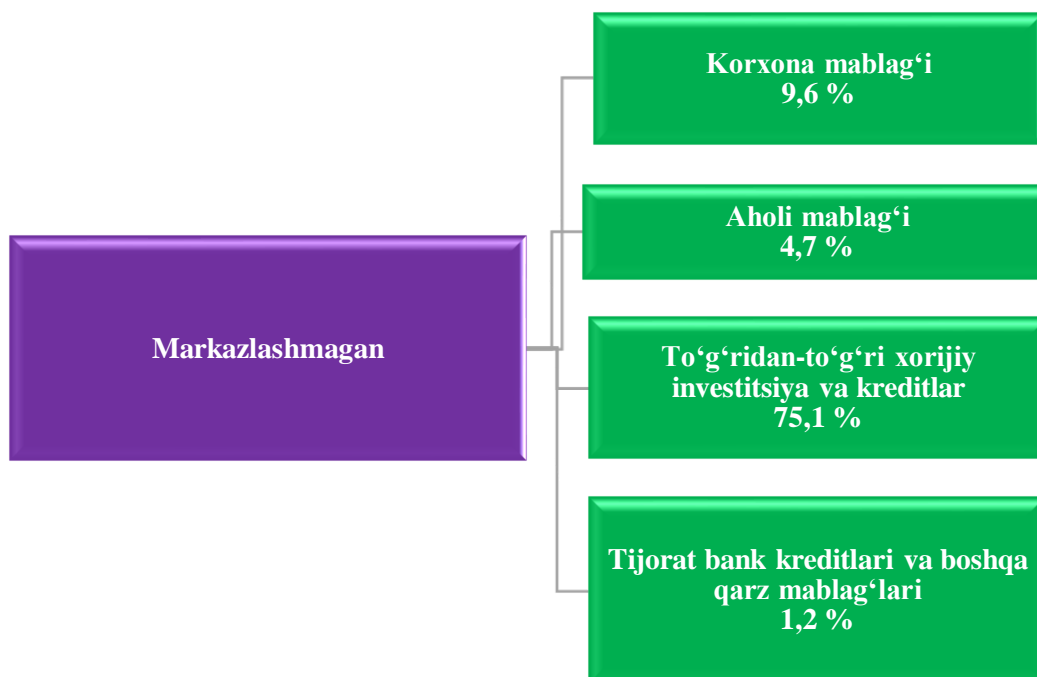 Markazlashmagan
Korxona mablag‘i
9,6 %
Aholi mablag‘i
4,7 %
To‘g‘ridan-to‘g‘ri xorijiy
investitsiya va kreditlar
75,1 %
Tijorat bank kreditlari va boshqa
qarz mablag‘lari
1,2 %